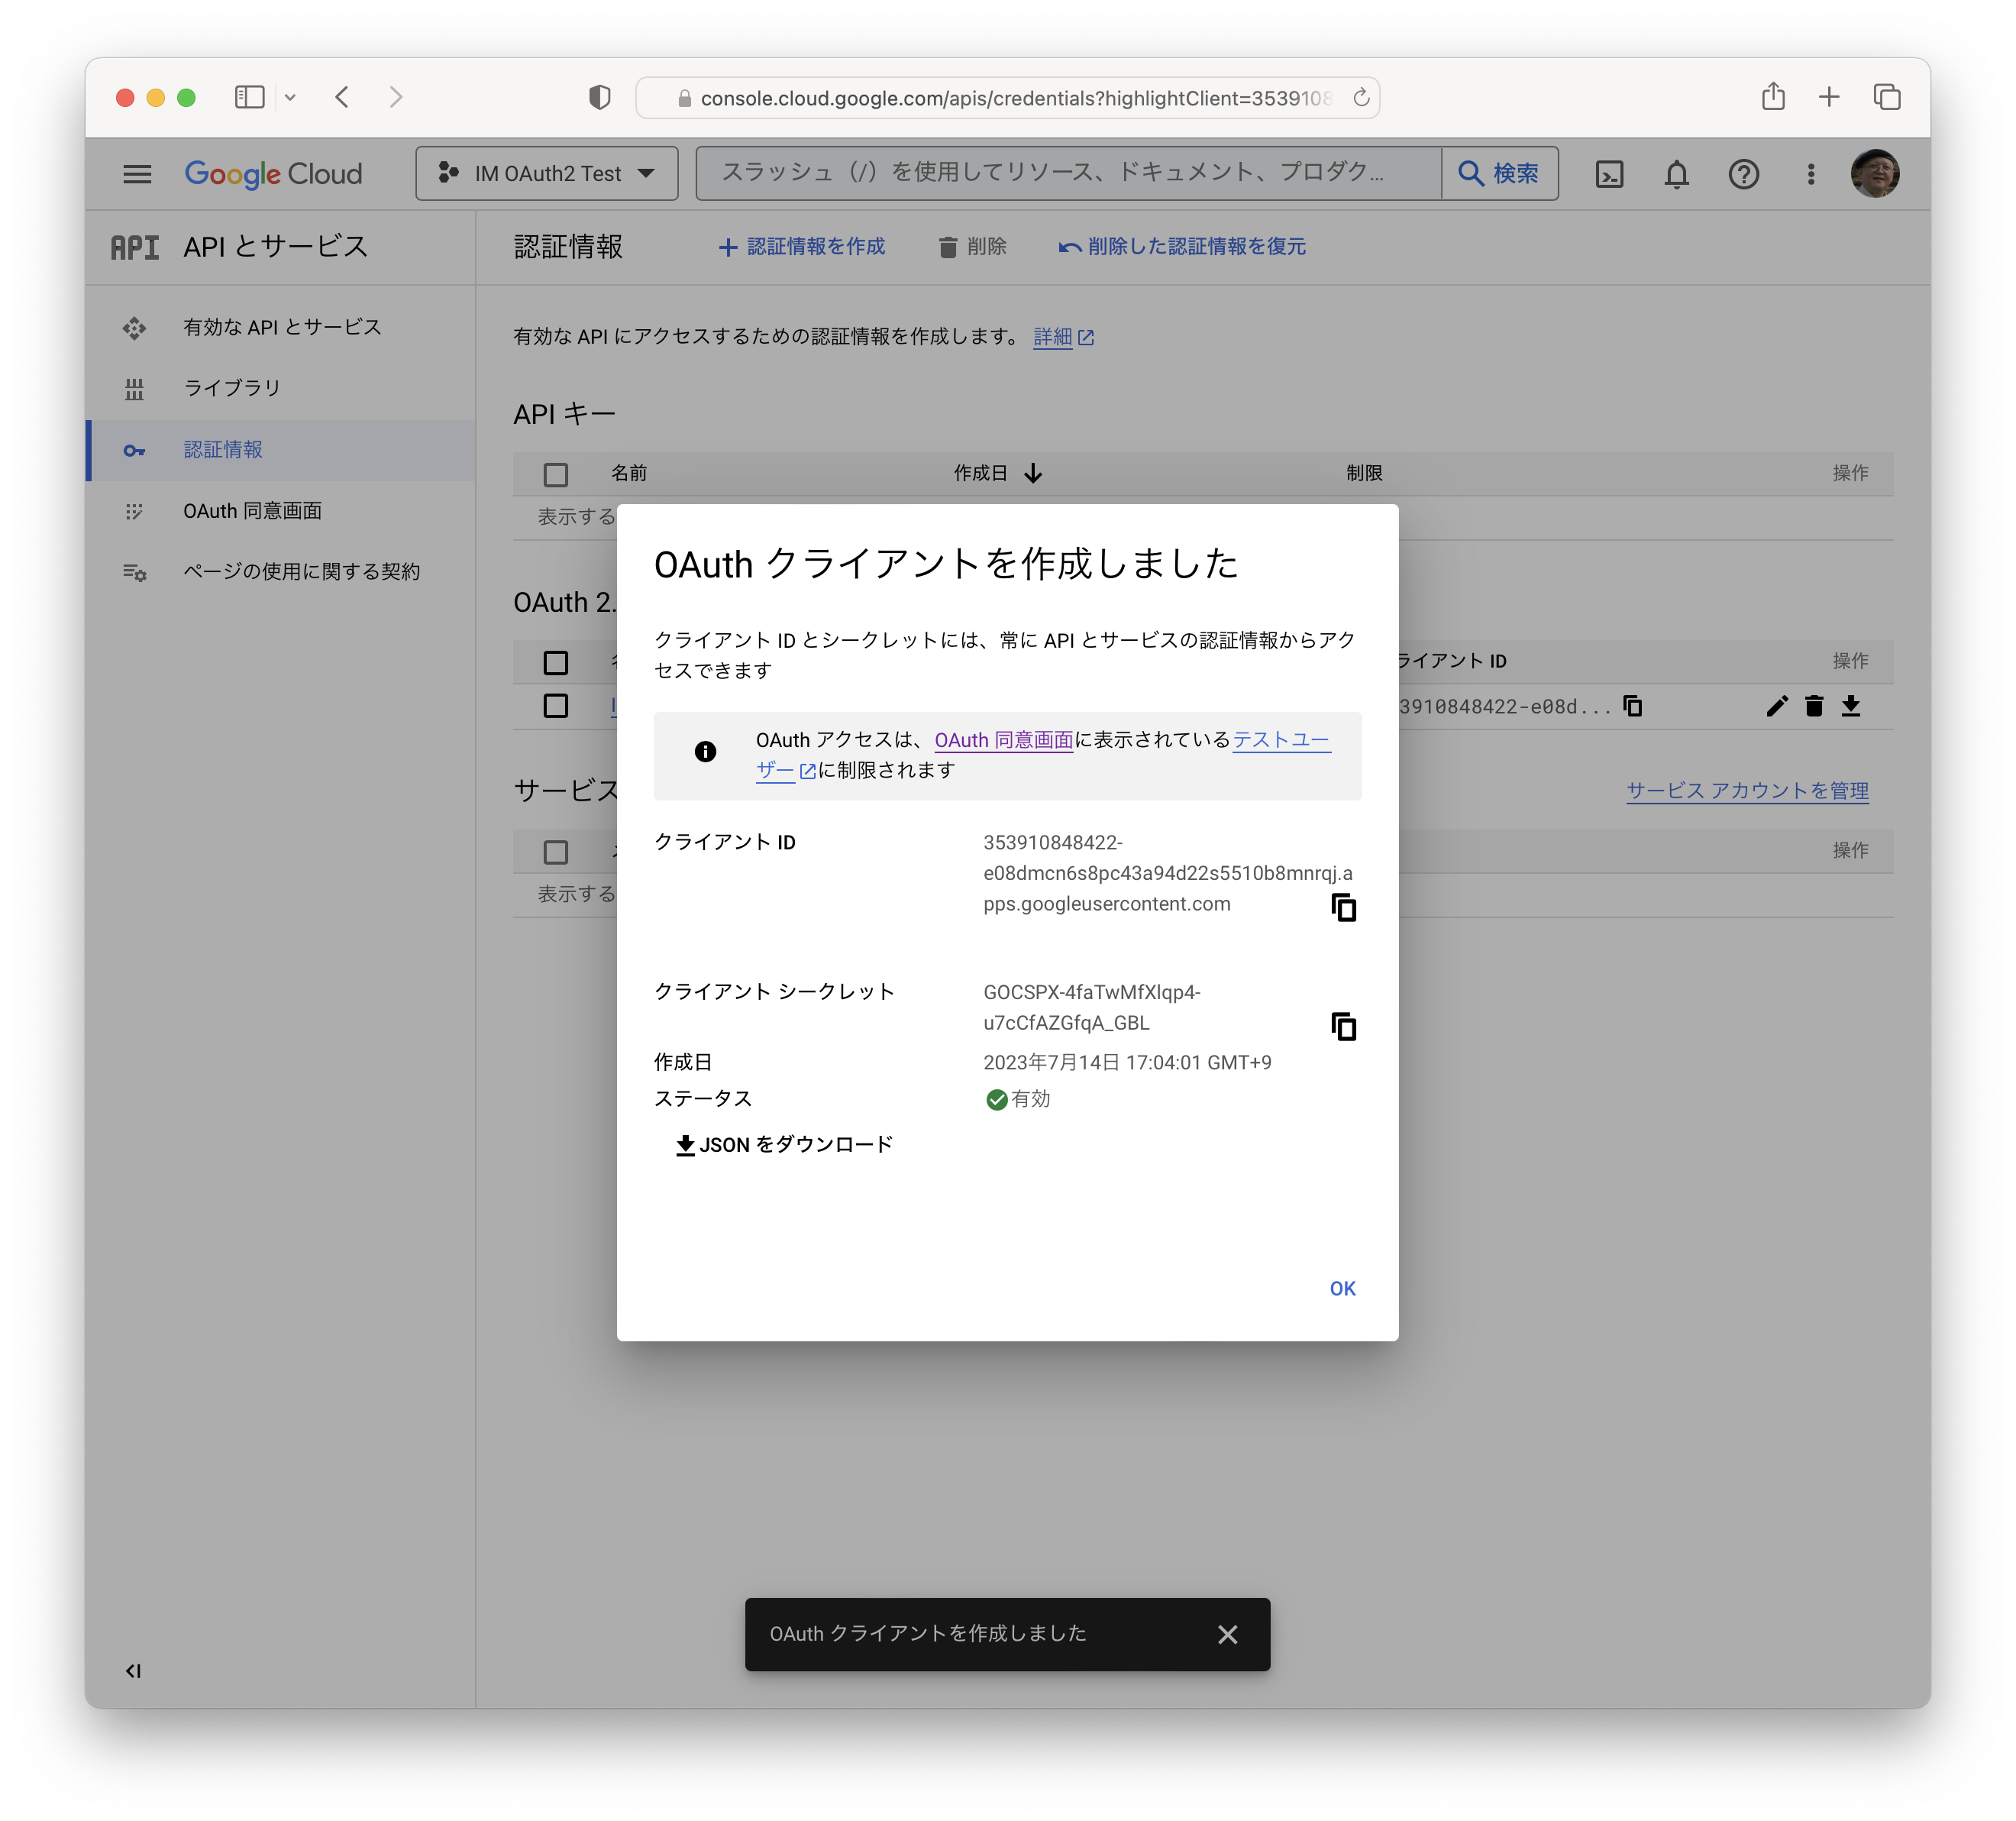 console.cloud.google.com/apis/credentials?highlightClient=3539108
Google Cloud
IM OAuth2 Test
スラッシュ（/）を使用してリソース、ドキュメント、プロダク...
検索
API
API とサービス
認証情報
認証情報を作成
削除
削除した認証情報を復元
有効な API とサービス
ライブラリ
認証情報
OAuth 同意画面
ページの使用に関する契約
有効な API にアクセスするための認証情報を作成します。 詳細
API キー
名前 作成日 制限 操作
表示する
OAuth 2.
ライアント ID 操作
3910848422-e08d...
サービス
サービス アカウントを管理
操作
表示する
OAuth クライアントを作成しました
クライアント ID とシークレットには、常に API とサービスの認証情報からアク
セスできます
OAuth アクセスは、OAuth 同意画面に表示されているテストユー
ザーに制限されます
クライアント ID
353910848422-
e08dmcn6s8pc43a94d22s5510b8mnrqj.a
pps.googleusercontent.com
クライアント シークレット
GOCSPX-4faTwMfXlqp4-
u7cCfAZGfqA_GBL
作成日 2023年7月14日 17:04:01 GMT+9
ステータス 有効
JSON をダウンロード
OK
OAuth クライアントを作成しました